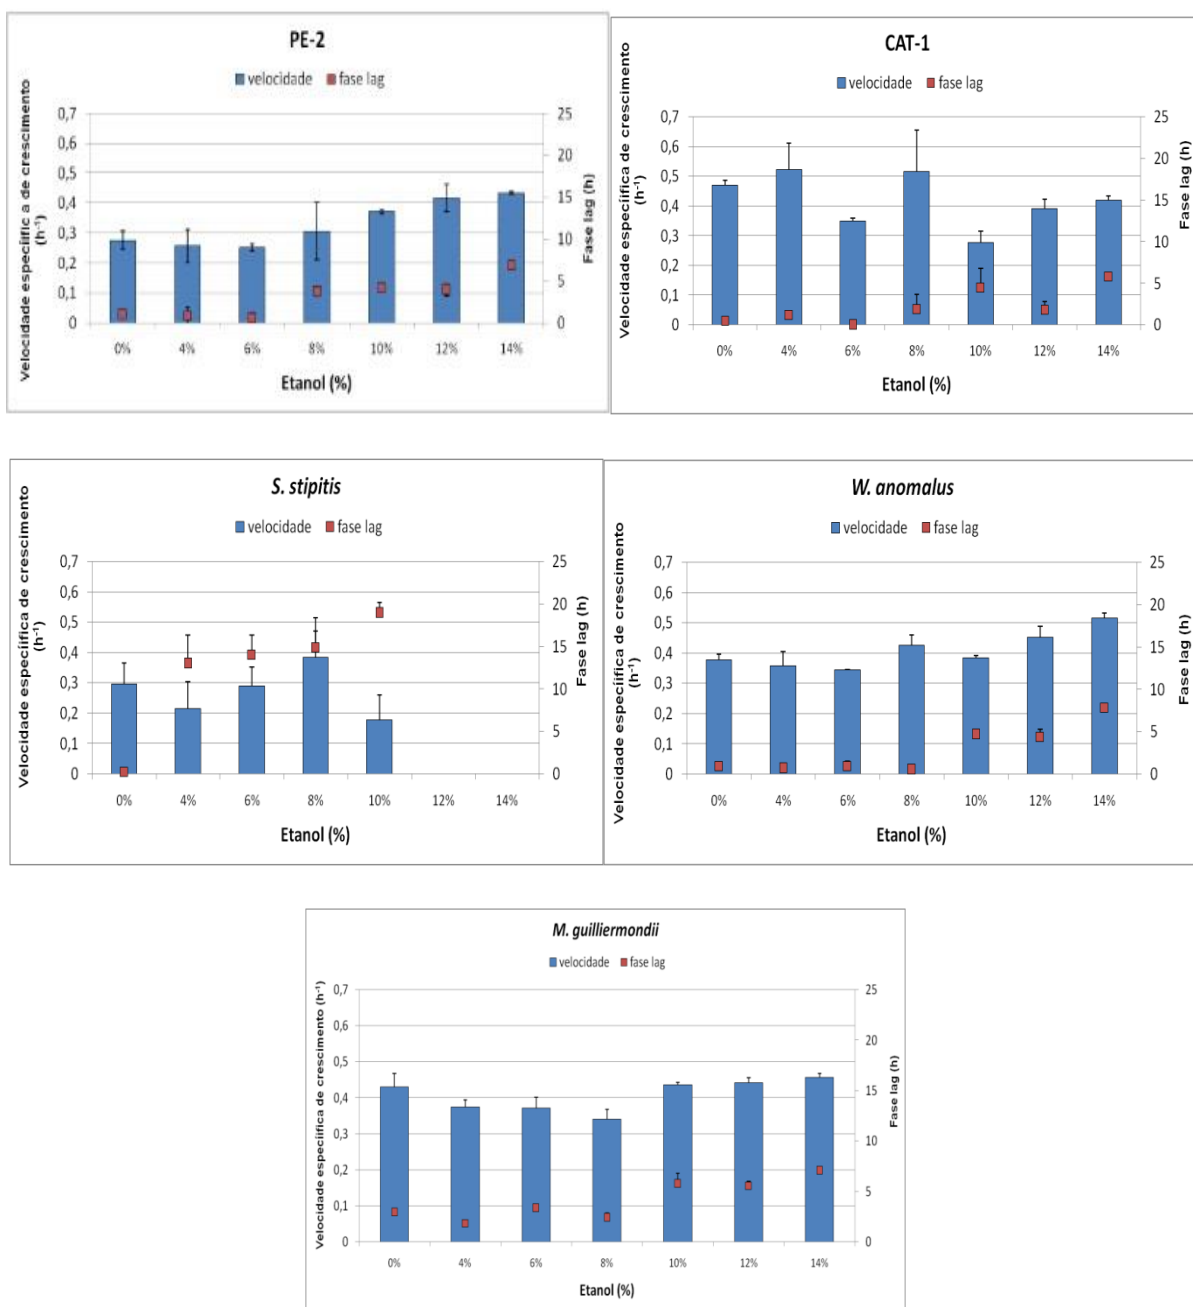 PE-2
velocidade fase lag
Velocidade específic a de crescimento
(h⁻¹)
0,7
0,6
0,5
0,4
0,3
0,2
0,1
0
25
20
15
10
5
0
Fase lag (h)
0% 4% 6% 8% 10% 12% 14%
Etanol (%)
CAT-1
velocidade fase lag
Velocidade especiífica de crescimento
(h⁻¹)
0,7
0,6
0,5
0,4
0,3
0,2
0,1
0
25
20
15
10
5
0
Fase lag (h)
0% 4% 6% 8% 10% 12% 14%
Etanol (%)
S. stipitis
velocidade fase lag
Velocidade especiífica de crescimento
(h⁻¹)
0,7
0,6
0,5
0,4
0,3
0,2
0,1
0
25
20
15
10
5
0
Fase lag (h)
0% 4% 6% 8% 10% 12% 14%
Etanol (%)
W. anomalus
velocidade fase lag
Velocidade especiífica de crescimento
(h⁻¹)
0,7
0,6
0,5
0,4
0,3
0,2
0,1
0
25
20
15
10
5
0
Fase lag (h)
0% 4% 6% 8% 10% 12% 14%
Etanol (%)
M. guilliermondii
velocidade fase lag
Velocidade especiífica de crescimento (h⁻¹)
0,7
0,6
0,5
0,4
0,3
0,2
0,1
0
25
20
15
10
5
0
Fase lag (h)
0% 4% 6% 8% 10% 12% 14%
Etanol (%)